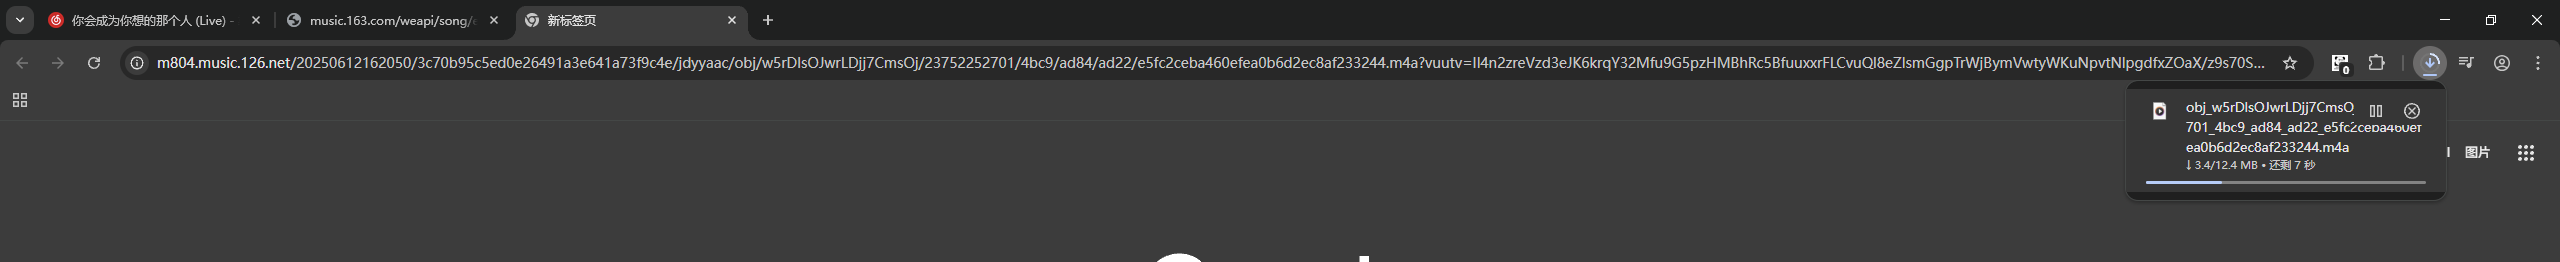 你会成为你想的那个人 (Live) -
music.163.com/weapi/song/e
新标签页
m804.music.126.net/20250612162050/3c70b95c5ed0e26491a3e641a73f9c4e/jdyyaac/obj/w5rDlsOJwrLDjj7CmsOj/23752252701/4bc9/ad84/ad22/e5fc2ceba460efea0b6d2ec8af233244.m4a?vuutv=II4n2zreVzd3eJK6krqY32Mfu9G5pzHMBhRc5BfuuxxrFLCvuQl8eZlsmGgpTrWjBymVwtyWKuNpvtNlpgdfxZOaX/z9s70S...
0
obj_w5rDlsOJwrLDjj7CmsO
701_4bc9_ad84_ad22_e5fc2ceba460ef
ea0b6d2ec8af233244.m4a
↓ 3.4/12.4 MB • 还剩 7 秒
图片